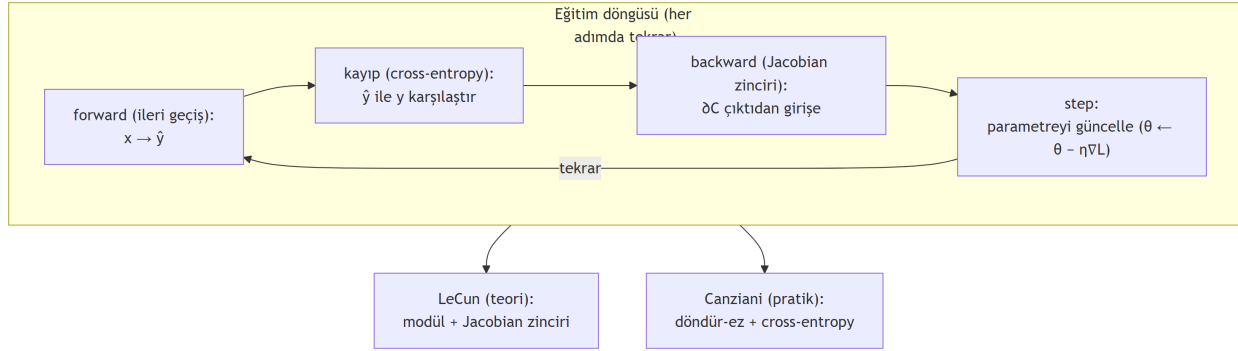 Eğitim döngüsü (her
adımda tekrar)
forward (ileri geçiş):
x → ŷ
kayıp (cross-entropy):
ŷ ile y karşılaştır
backward (Jacobian
zinciri):
∂C çıktıdan girişe
step:
parametreyi güncelle (θ ←
θ − η∇L)
tekrar
LeCun (teori):
modül + Jacobian zinciri
Canziani (pratik):
döndür-ez + cross-entropy